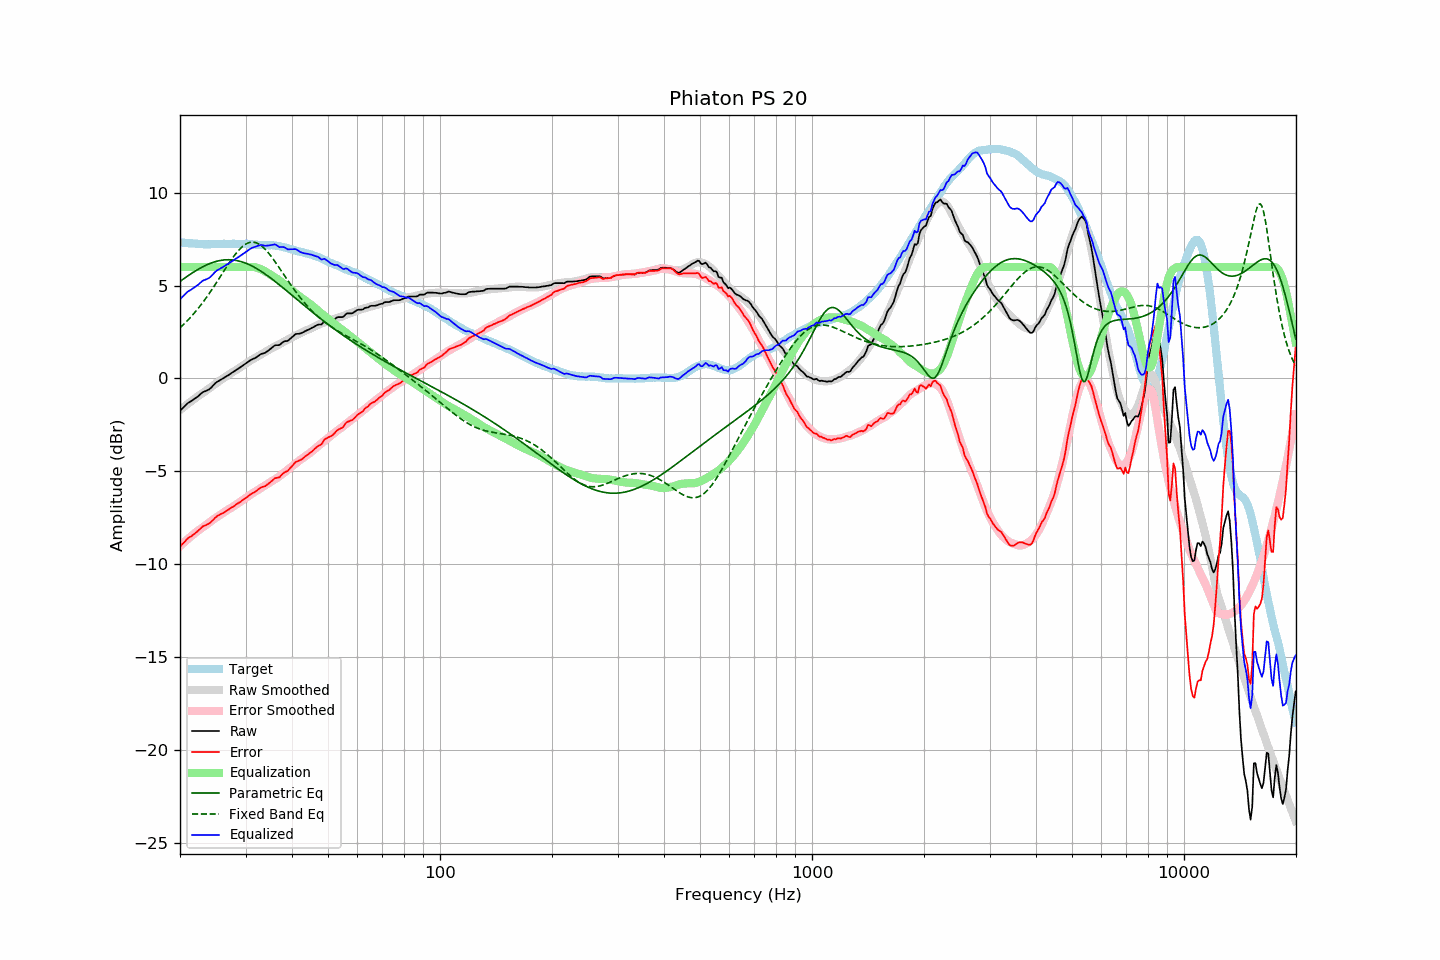 Phiaton PS 20
Amplitude (dBr)
10
5
0
−5
−10
−15
−20
−25
Target
Raw Smoothed
Error Smoothed
Raw
Error
Equalization
Parametric Eq
Fixed Band Eq
Equalized
100
1000
10000
Frequency (Hz)